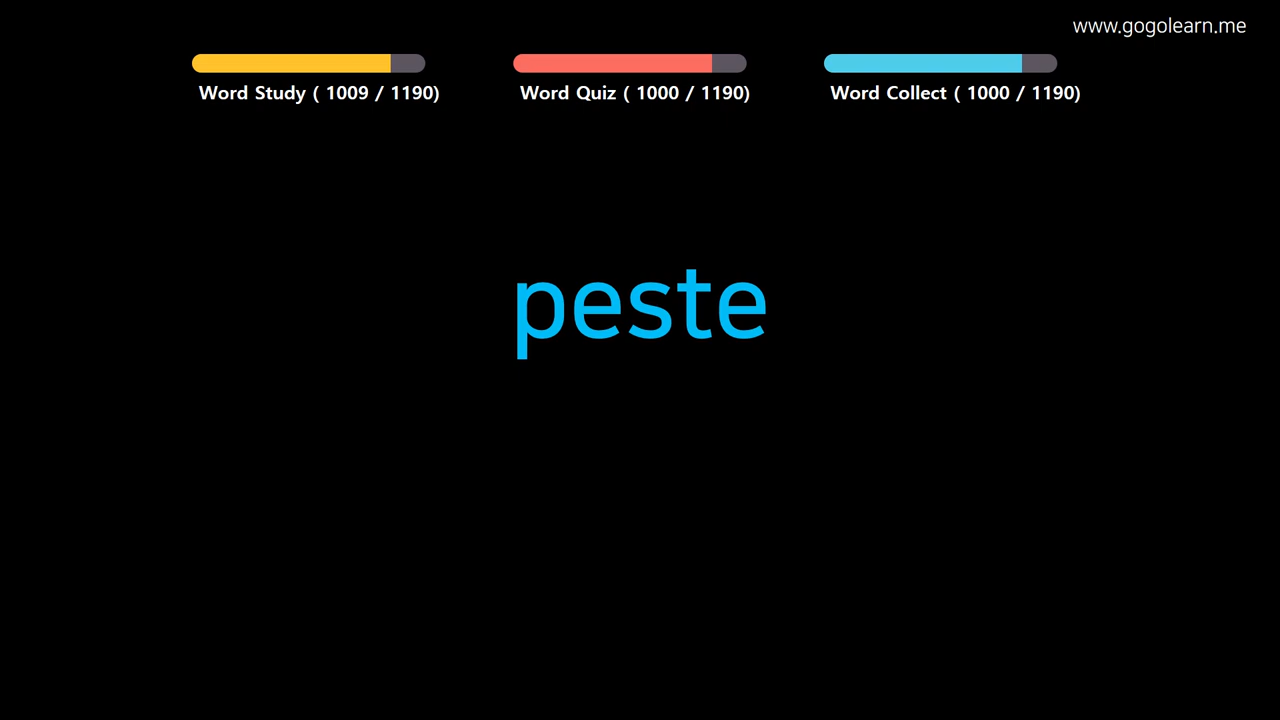 www.gogolearn.me
Word Study ( 1009 / 1190)
Word Quiz ( 1000 / 1190)
Word Collect ( 1000 / 1190)
peste